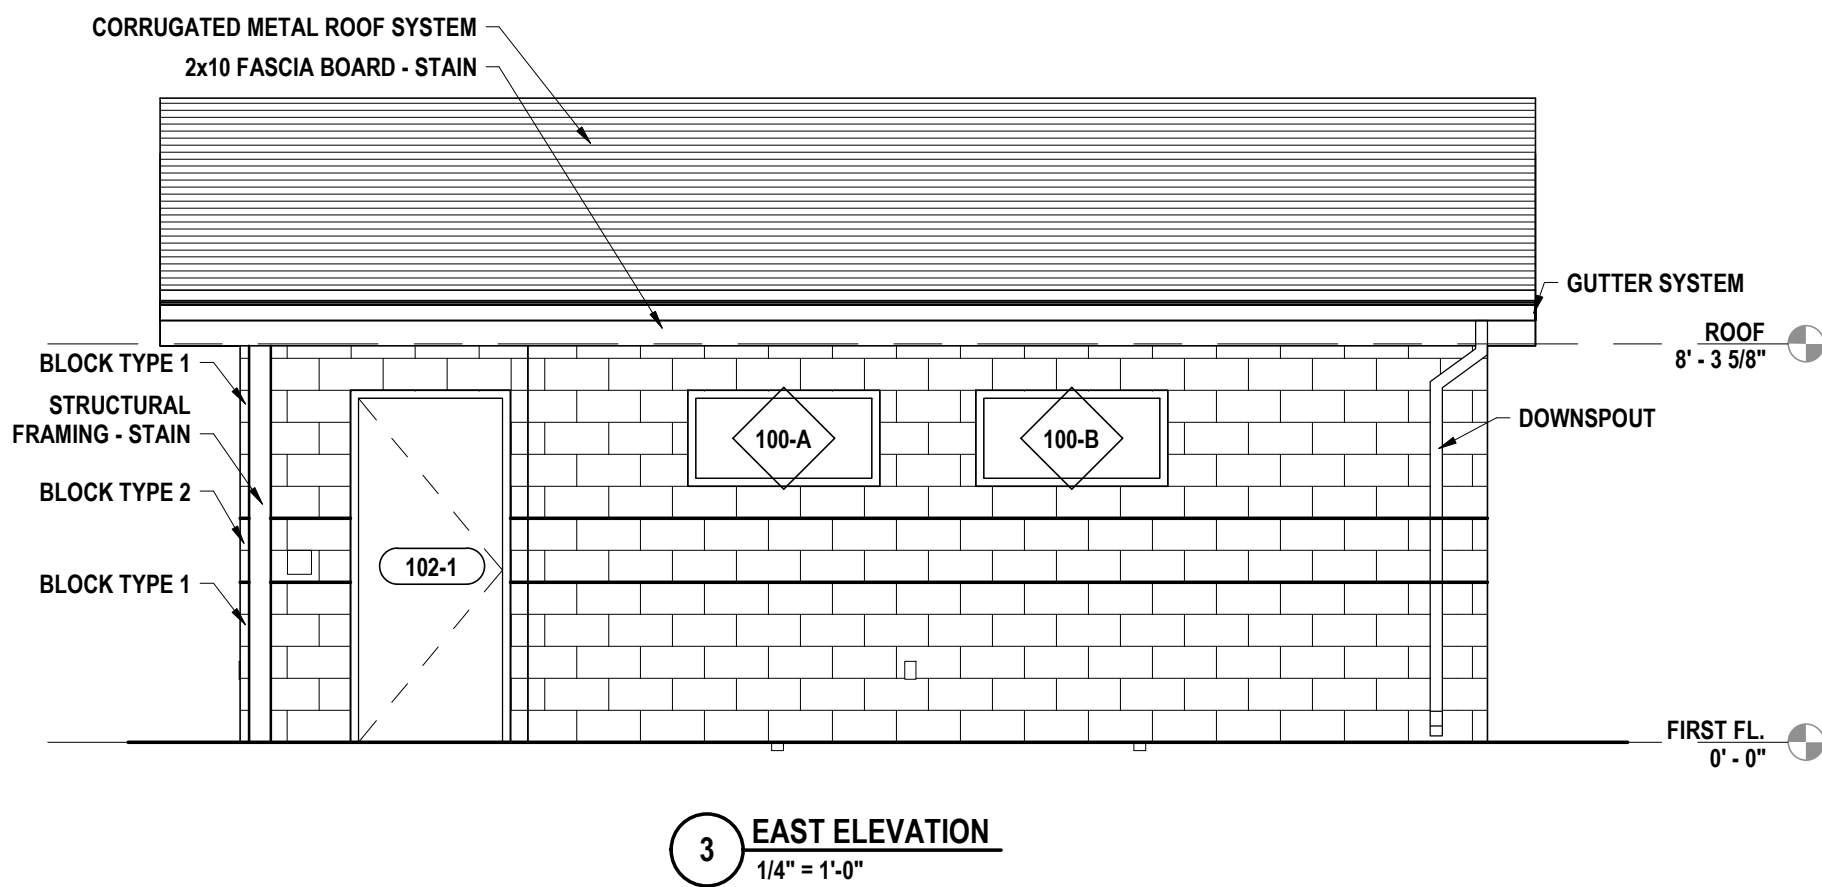 CORRUGATED METAL ROOF SYSTEM
2x10 FASCIA BOARD - STAIN
GUTTER SYSTEM
ROOF
8' - 3 5/8"
BLOCK TYPE 1
STRUCTURAL
FRAMING - STAIN
BLOCK TYPE 2
BLOCK TYPE 1
100-A
100-B
DOWNSPOUT
102-1
FIRST FL.
0' - 0"
3
EAST ELEVATION
1/4" = 1'-0"